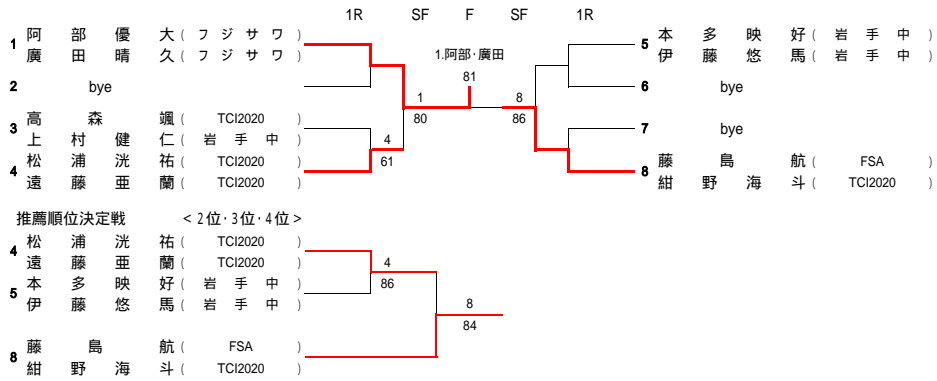 1R SF F SF 1R
1 阿部優大(フジサワ)
廣田晴久(フジサワ)
2 bye
3 高森颯(TCI2020)
上村健仁(岩手中)
4 松浦洸祐(TCI2020)
遠藤亜蘭(TCI2020)
4
61
1
80
1.阿部・廣田
81
8
86
5 本多映好(岩手中)
伊藤悠馬(岩手中)
6 bye
7 bye
8 藤島航(FSA)
紺野海斗(TCI2020)
推薦順位決定戦 <2位・3位・4位>
4 松浦洸祐(TCI2020)
遠藤亜蘭(TCI2020)
5 本多映好(岩手中)
伊藤悠馬(岩手中)
4
86
8
84
8 藤島航(FSA)
紺野海斗(TCI2020)